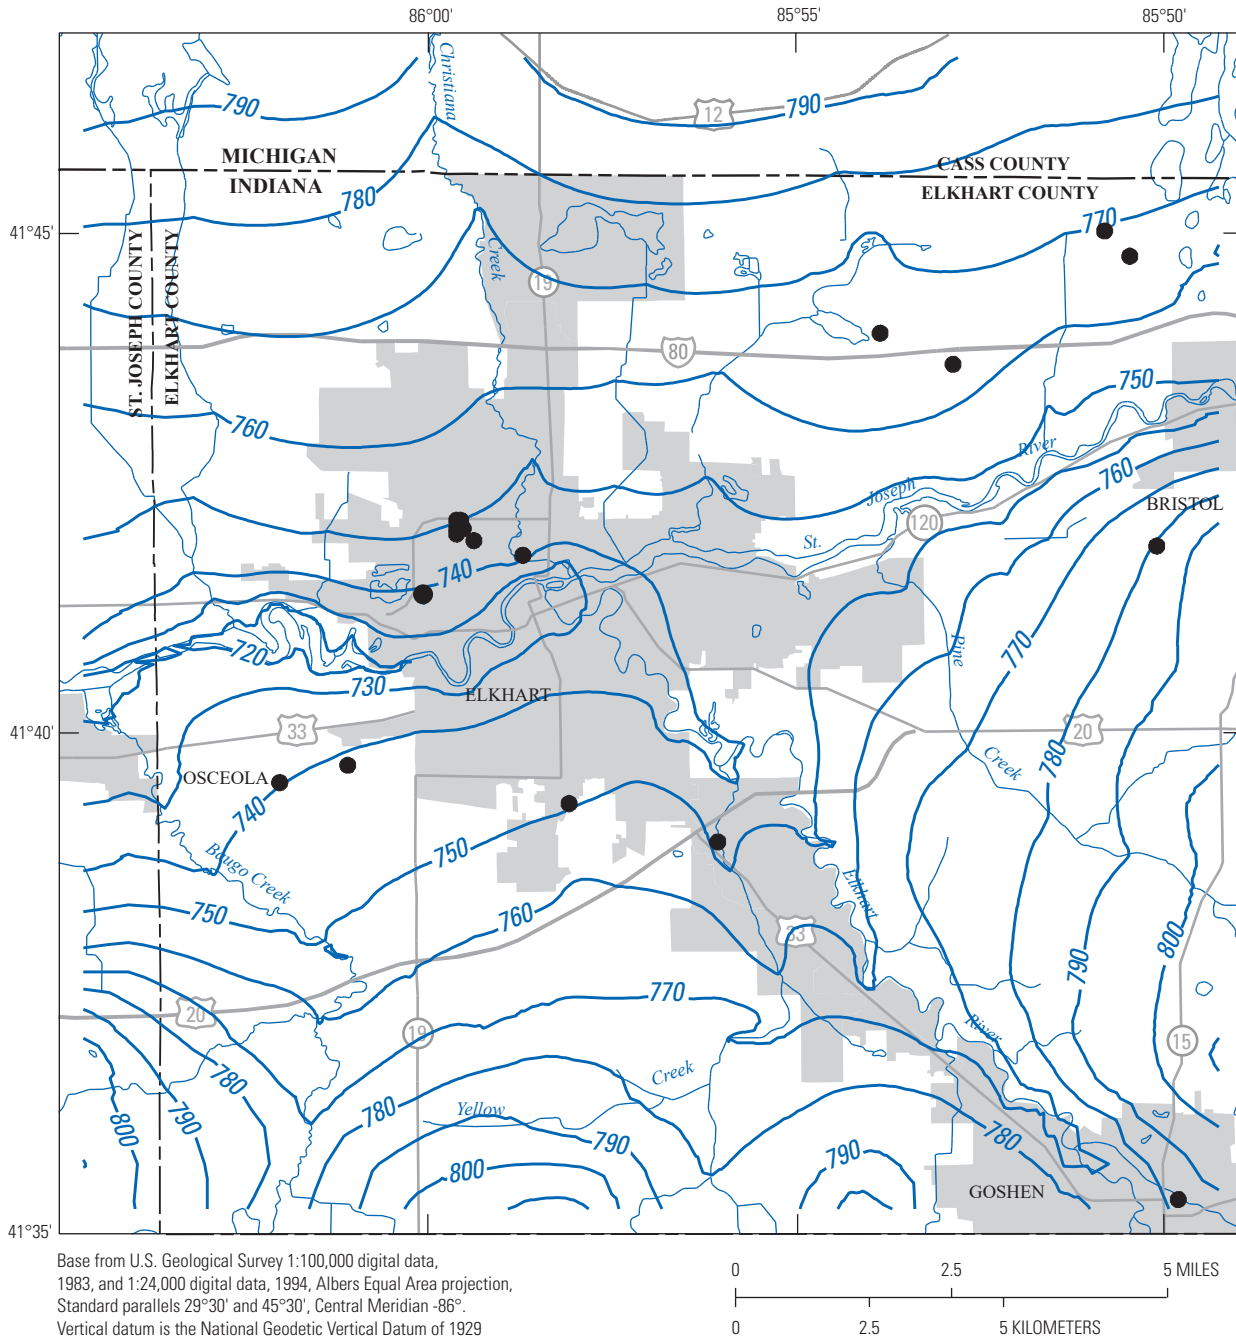 86°00'
85°55'
85°50'
790
Christiana
12
790
MICHIGAN
INDIANA
CASS COUNTY
ELKHART COUNTY
780
770
41°45'
ST. JOSEPH COUNTY
ELKHART COUNTY
Creek
19
80
750
760
River
760
Joseph
BRISTOL
120
St.
740
Pine
770
720
730
ELKHART
33
780
20
41°40'
OSCEOLA
Creek
740
750
Baugo Creek
Elkhart
750
760
33
800
790
770
20
19
River
15
Creek
780
780
Yellow
780
790
790
800
790
800
GOSHEN
41°35'
Base from U.S. Geological Survey 1:100,000 digital data,
1983, and 1:24,000 digital data, 1994, Albers Equal Area projection,
Standard parallels 29°30' and 45°30', Central Meridian -86°.
Vertical datum is the National Geodetic Vertical Datum of 1929
0 2.5 5 MILES
0 2.5 5 KILOMETERS